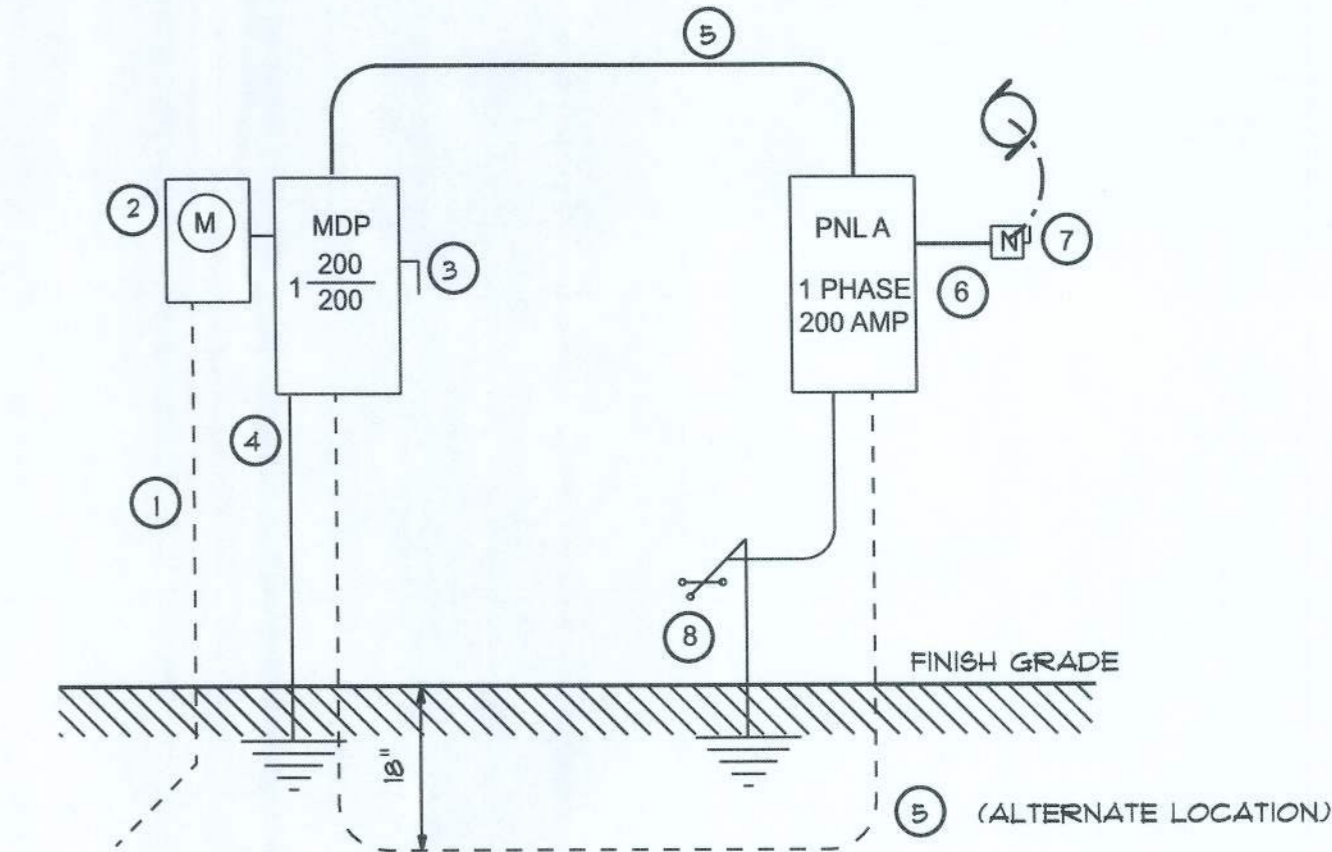 5
2
M
MDP
1 200/200
3
PNL A
1 PHASE
200 AMP
N
7
6
4
1
8
FINISH GRADE
18"
5 (ALTERNATE LOCATION)